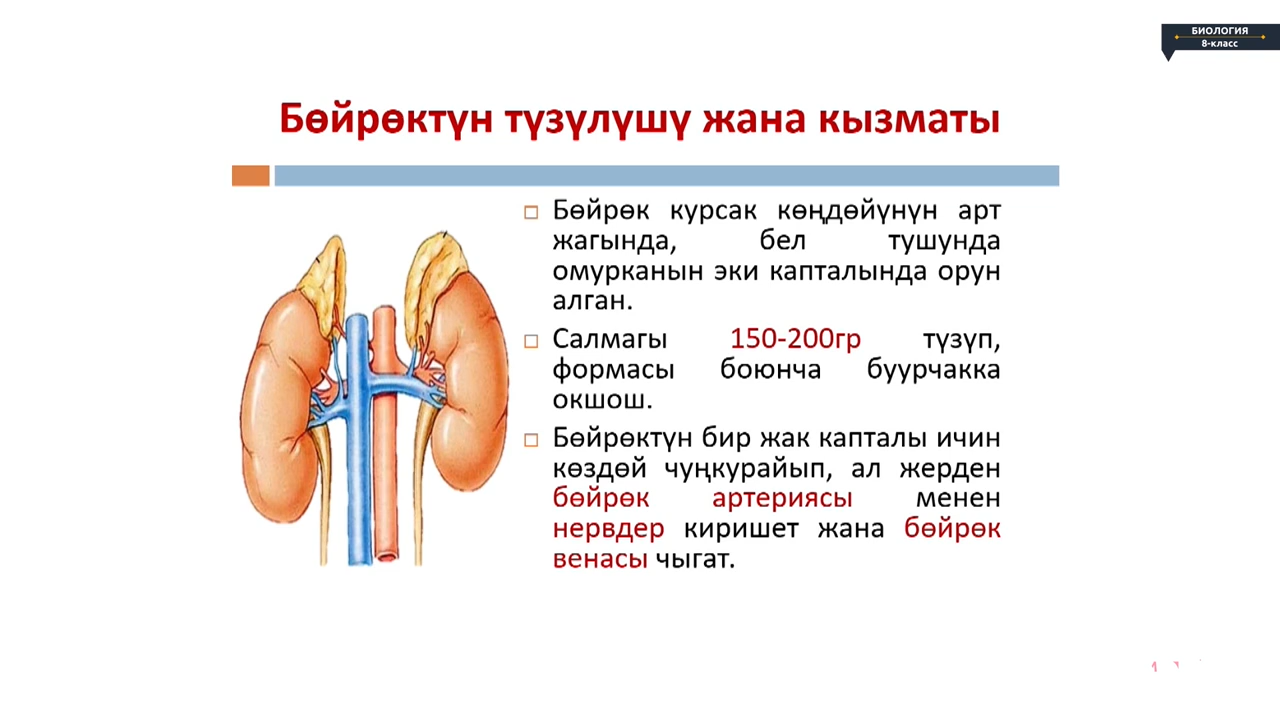 БИОЛОГИЯ
8-класс
Бөйрөктүн түзүлүшү жана кызматы
Бөйрөк курсак көңдөйүнүн арт
жагында, бел тушунда
омурканын эки капталында орун
алган.
Салмагы 150-200гр түзүп,
формасы боюнча буурчакка
окшош.
Бөйрөктүн бир жак капталы ичин
көздөй чуңкурайып, ал жерден
бөйрөк артериясы менен
нервдер киришет жана бөйрөк
венасы чыгат.